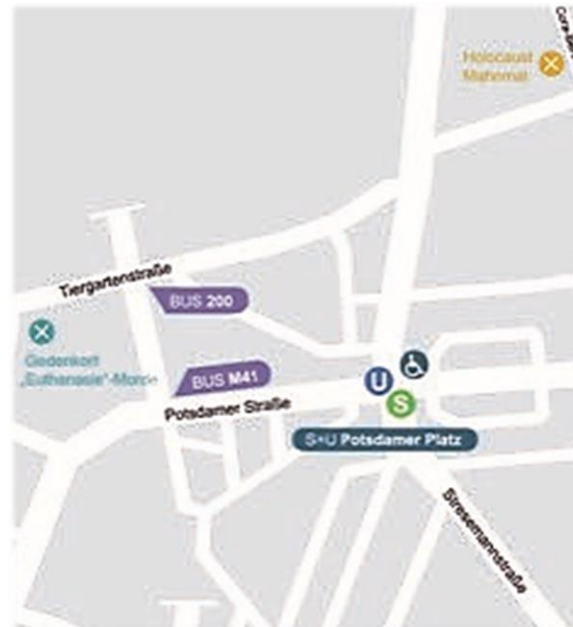 Holocaust
Mahnmal
Tiergartenstraße
BUS 200
Gedenkort
„Euthanasie“-Morde
BUS M41
Potsdamer Straße
U
S
S+U Potsdamer Platz
Stresemannstraße